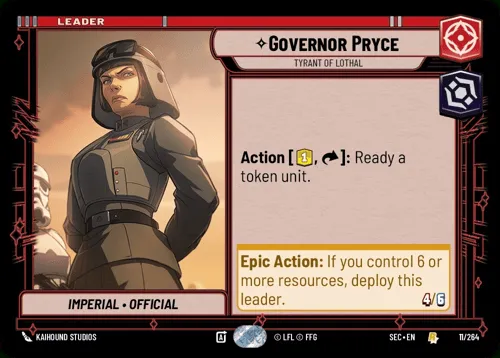 LEADER
GOVERNOR PRYCE
TYRANT OF LOTHAL
Action [1, ]: Ready a
token unit.
Epic Action: If you control 6 or
more resources, deploy this
leader.
4/6
IMPERIAL • OFFICIAL
KAIHOUND STUDIOS
© LFL © FFG
SEC • EN
11/264